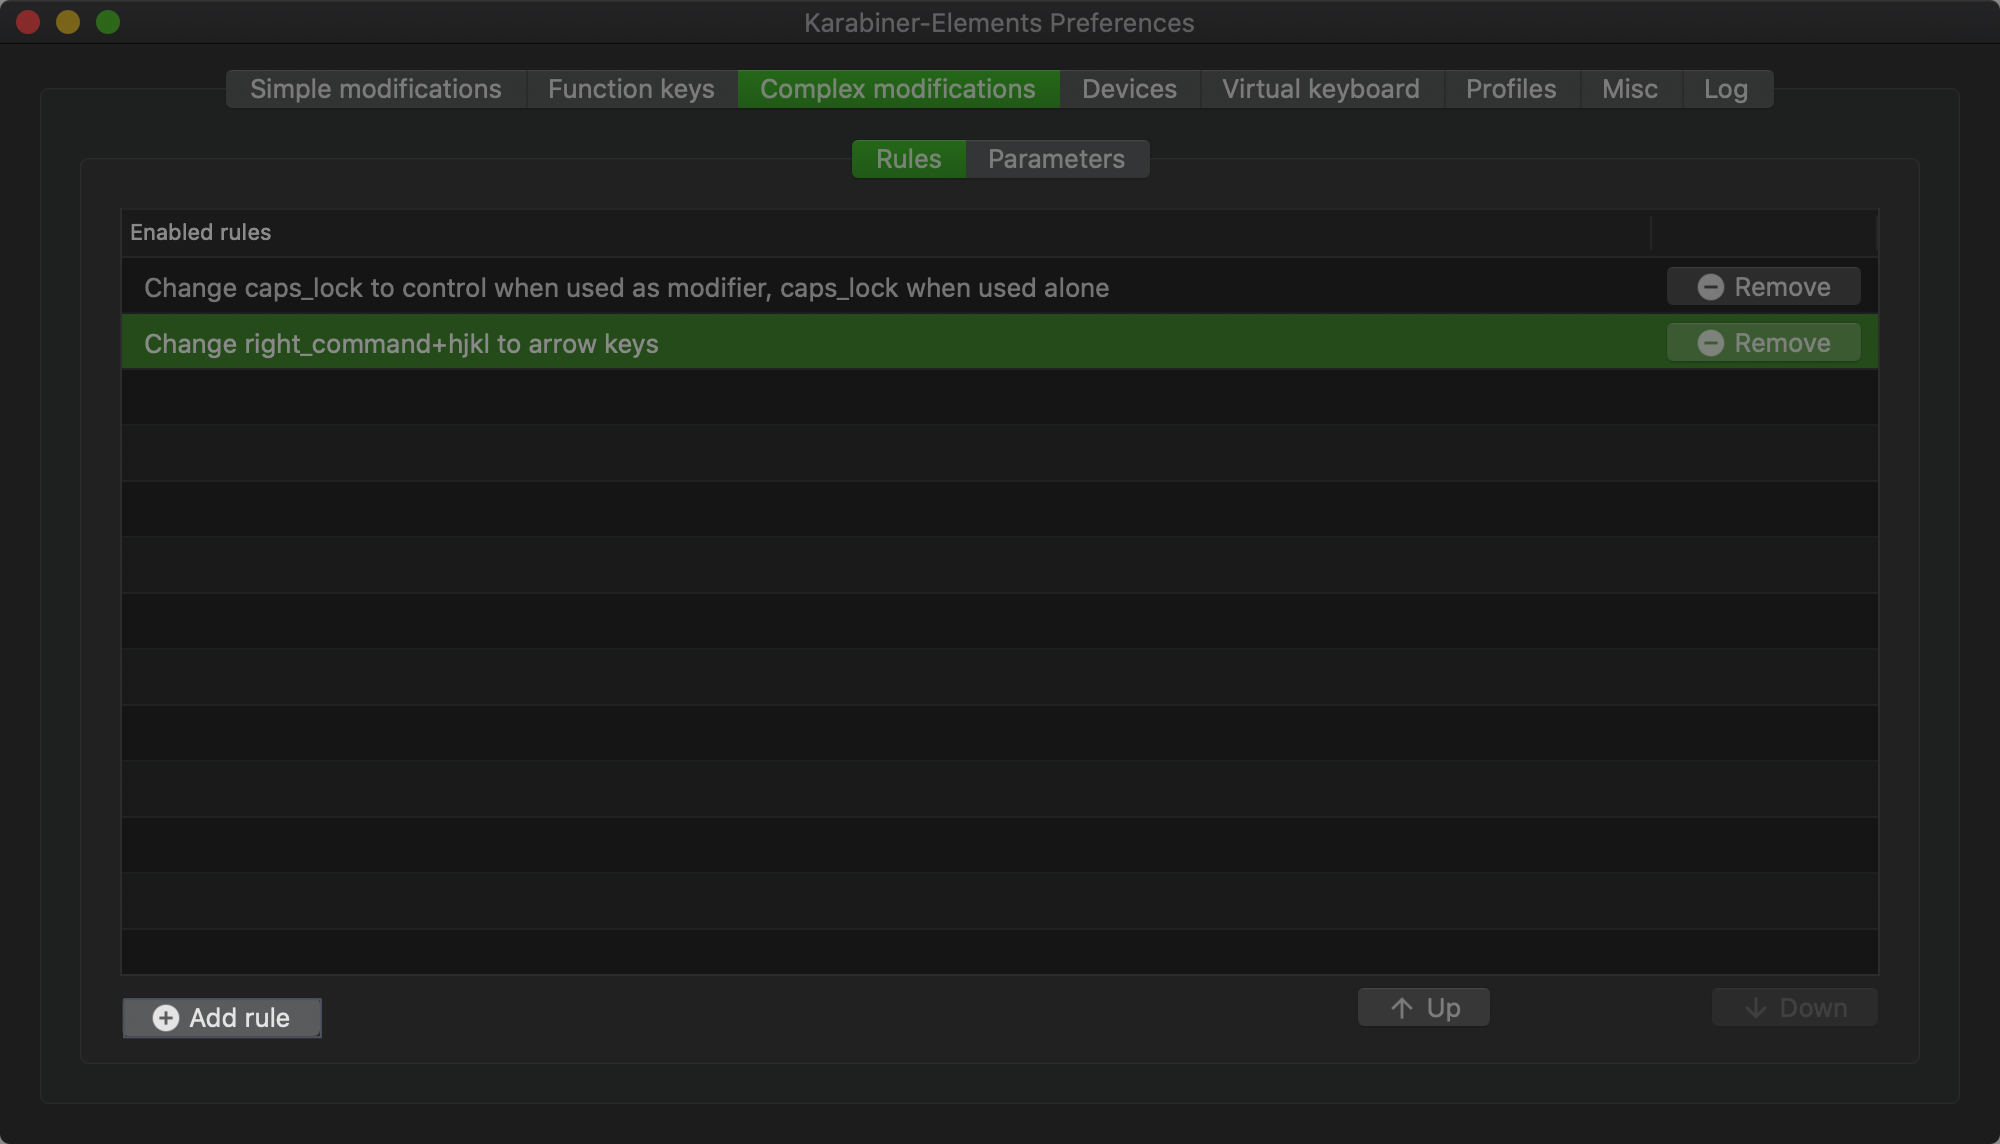 Karabiner-Elements Preferences
Simple modifications Function keys Complex modifications Devices Virtual keyboard Profiles Misc Log
Rules Parameters
Enabled rules
Change caps_lock to control when used as modifier, caps_lock when used alone Remove
Change right_command+hjkl to arrow keys Remove
Add rule Up Down